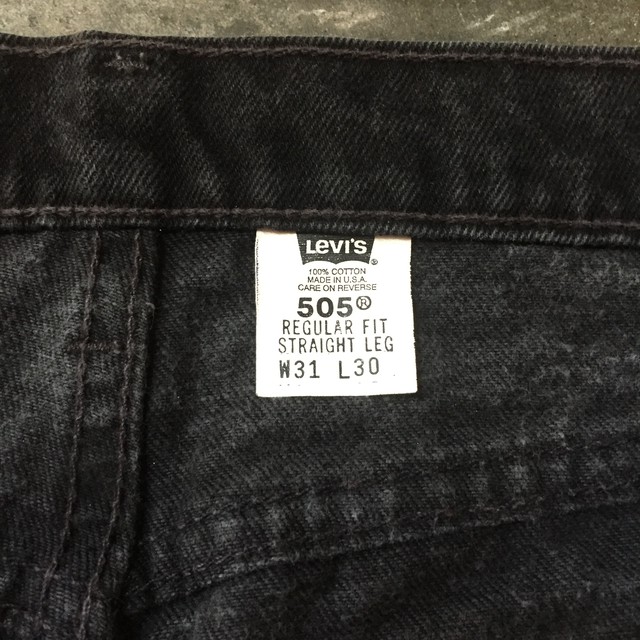 LEVI'S
®
100% COTTON
MADE IN U.S.A.
CARE ON REVERSE
505®
REGULAR FIT
STRAIGHT LEG
W31 L30